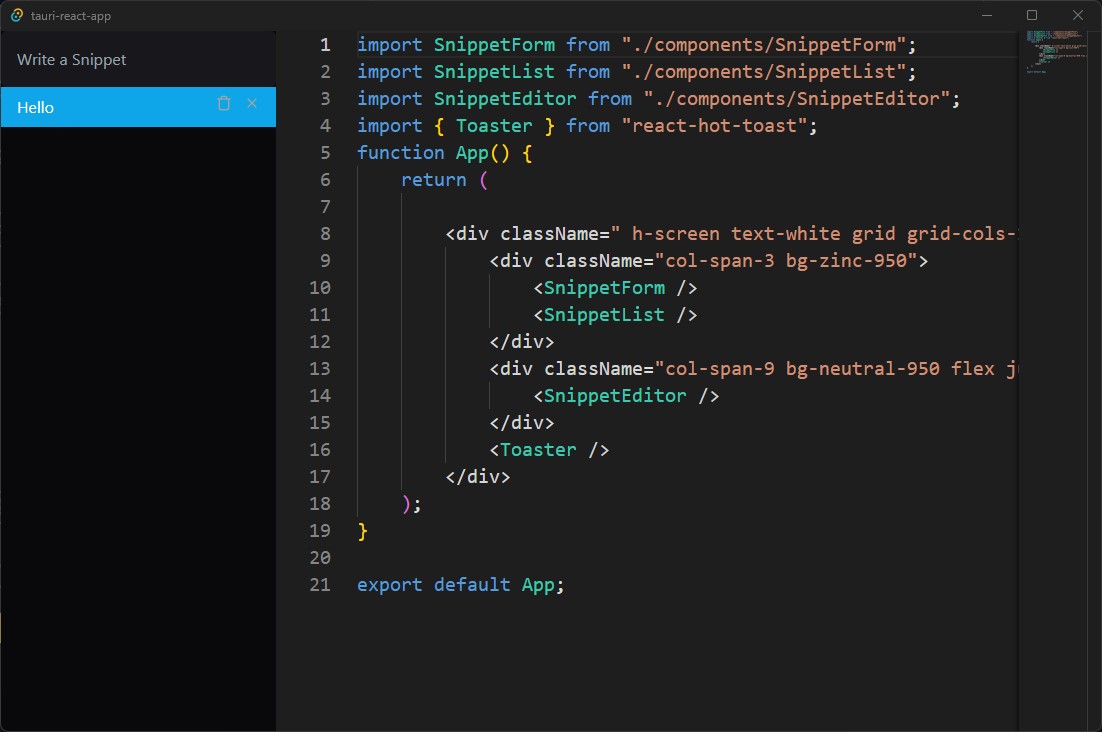 tauri-react-app
Write a Snippet
Hello
1 import SnippetForm from "./components/SnippetForm";
2 import SnippetList from "./components/SnippetList";
3 import SnippetEditor from "./components/SnippetEditor";
4 import { Toaster } from "react-hot-toast";
5 function App() {
6     return (
7
8         <div className=" h-screen text-white grid grid-cols-
9             <div className="col-span-3 bg-zinc-950">
10                 <SnippetForm />
11                 <SnippetList />
12             </div>
13             <div className="col-span-9 bg-neutral-950 flex j
14                 <SnippetEditor />
15             </div>
16             <Toaster />
17         </div>
18     );
19 }
20
21 export default App;